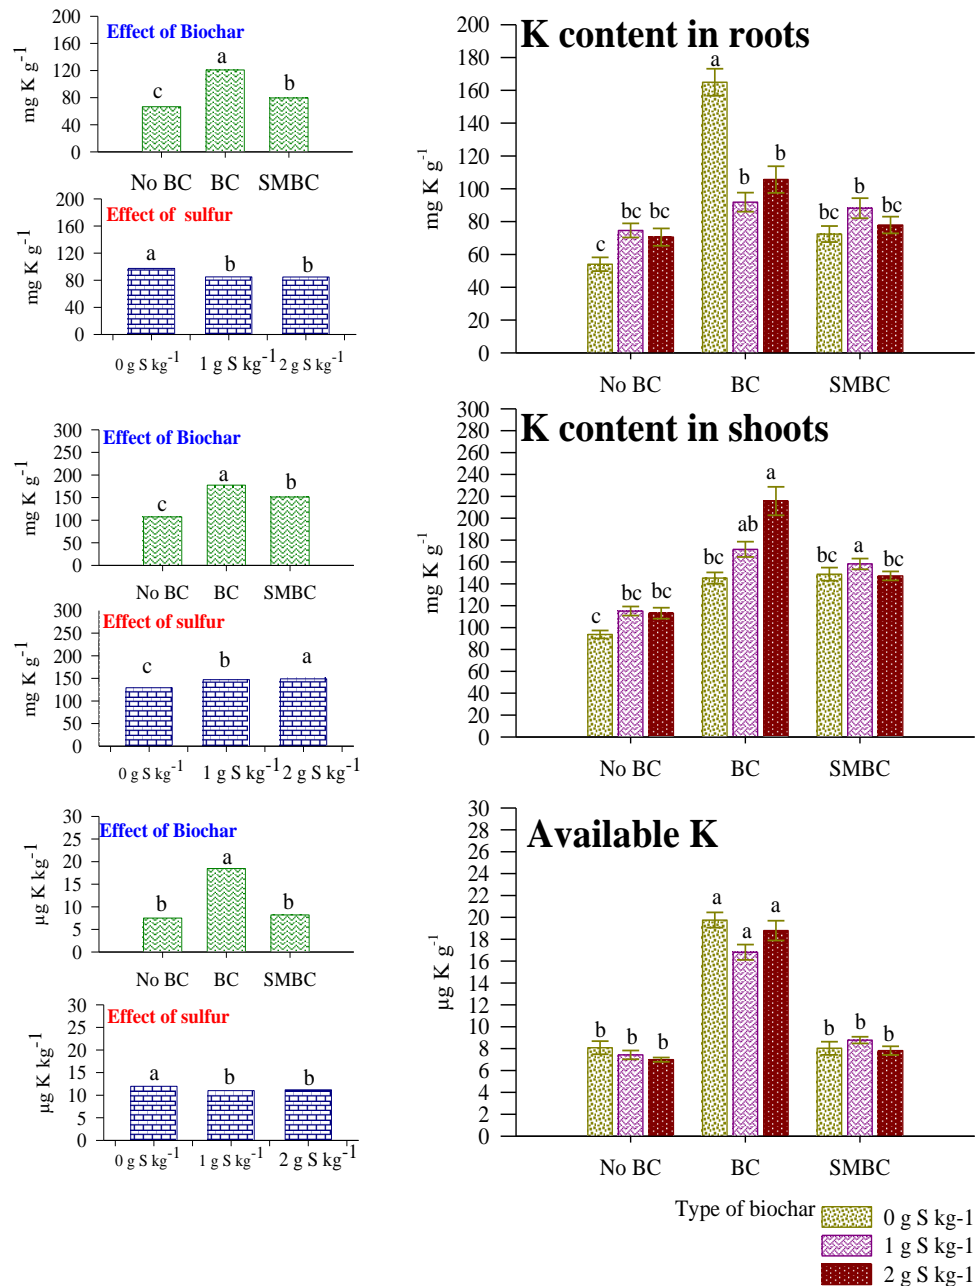 Effect of Biochar
mg K g-1
200
160
120
80
40
0
c
a
b
No BC
BC
SMBC
Effect of sulfur
mg K g-1
200
160
120
80
40
0
a
b
b
0 g S kg-1
1 g S kg-1
2 g S kg-1
K content in roots
mg K g-1
200
180
160
140
120
100
80
60
40
20
0
c
bc
bc
a
b
b
bc
b
bc
No BC
BC
SMBC
Effect of Biochar
mg K g-1
300
250
200
150
100
50
0
c
a
b
No BC
BC
SMBC
Effect of sulfur
mg K g-1
300
250
200
150
100
50
0
c
b
a
0 g S kg-1
1 g S kg-1
2 g S kg-1
K content in shoots
mg K g-1
300
280
260
240
220
200
180
160
140
120
100
80
60
40
20
0
c
bc
bc
bc
ab
a
bc
a
bc
No BC
BC
SMBC
Effect of Biochar
µg K kg-1
30
25
20
15
10
5
0
b
a
b
No BC
BC
SMBC
Effect of sulfur
µg K kg-1
30
25
20
15
10
5
0
a
b
b
0 g S kg-1
1 g S kg-1
2 g S kg-1
Available K
µg K g-1
30
28
26
24
22
20
18
16
14
12
10
8
6
4
2
0
b
b
b
a
a
a
b
b
b
No BC
BC
SMBC
Type of biochar
0 g S kg-1
1 g S kg-1
2 g S kg-1